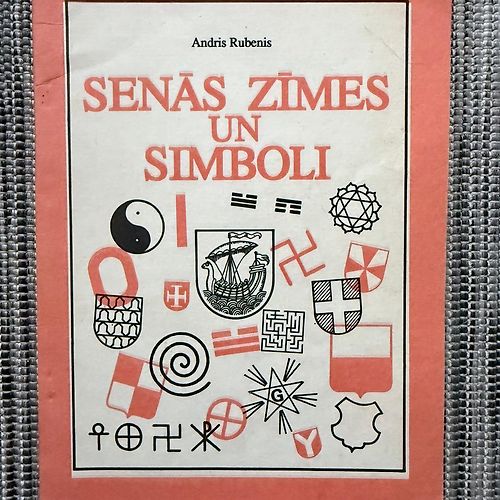 Andris Rubenis
SENĀS ZĪMES
UN
SIMBOLI
G